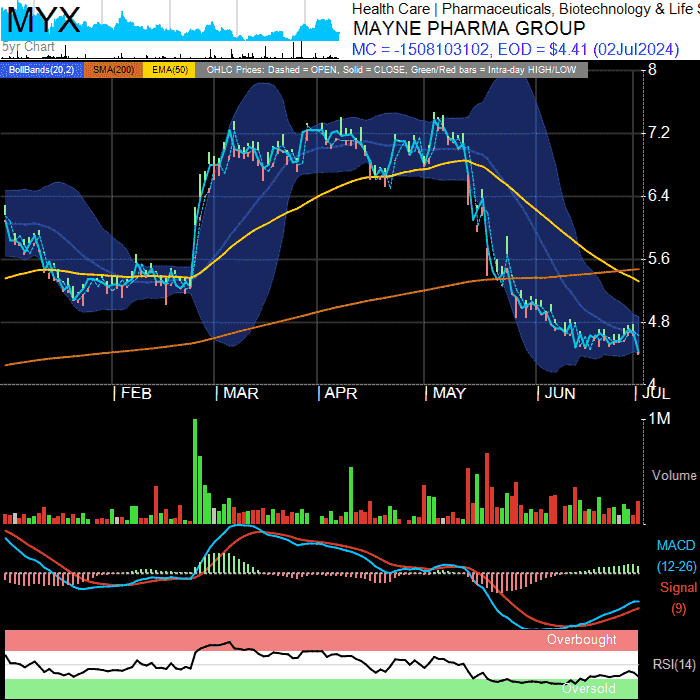 MYX
5yr Chart
Health Care | Pharmaceuticals, Biotechnology & Life S
MAYNE PHARMA GROUP
MC = -1508103102, EOD = $4.41 (02Jul2024)
BollBands(20,2) SMA(200) EMA(50) OHLC Prices: Dashed = OPEN, Solid = CLOSE, Green/Red bars = Intra-day HIGH/LOW
8
7.2
6.4
5.6
4.8
4
FEB MAR APR MAY JUN JUL
1M
Volume
MACD
(12-26)
Signal
(9)
Overbought
RSI(14)
Oversold